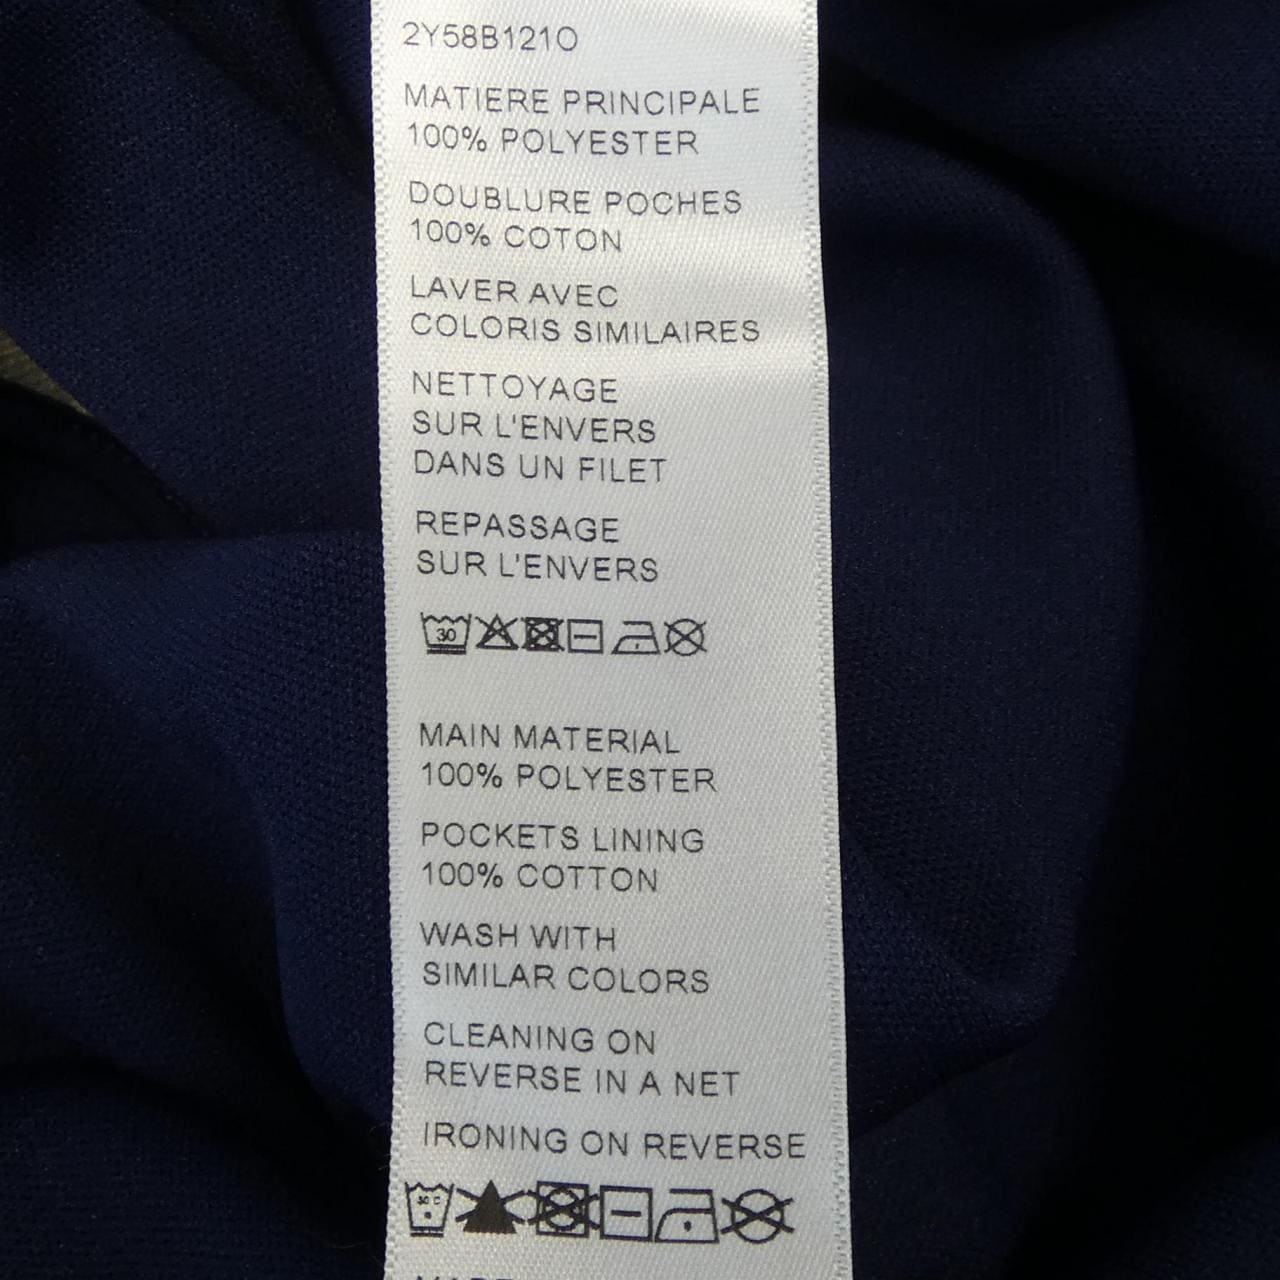 2Y58B121O
MATIERE PRINCIPALE
100% POLYESTER
DOUBLURE POCHES
100% COTON
LAVER AVEC
COLORIS SIMILAIRES
NETTOYAGE
SUR L'ENVERS
DANS UN FILET
REPASSAGE
SUR L'ENVERS
30
MAIN MATERIAL
100% POLYESTER
POCKETS LINING
100% COTTON
WASH WITH
SIMILAR COLORS
CLEANING ON
REVERSE IN A NET
IRONING ON REVERSE